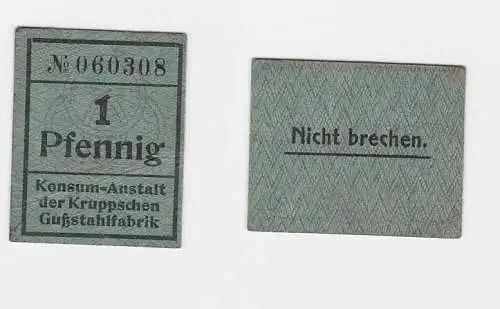 № 060308
1
Pfennig
Konsum-Anstalt
der Kruppschen
Gußstahlfabrik
Nicht brechen.